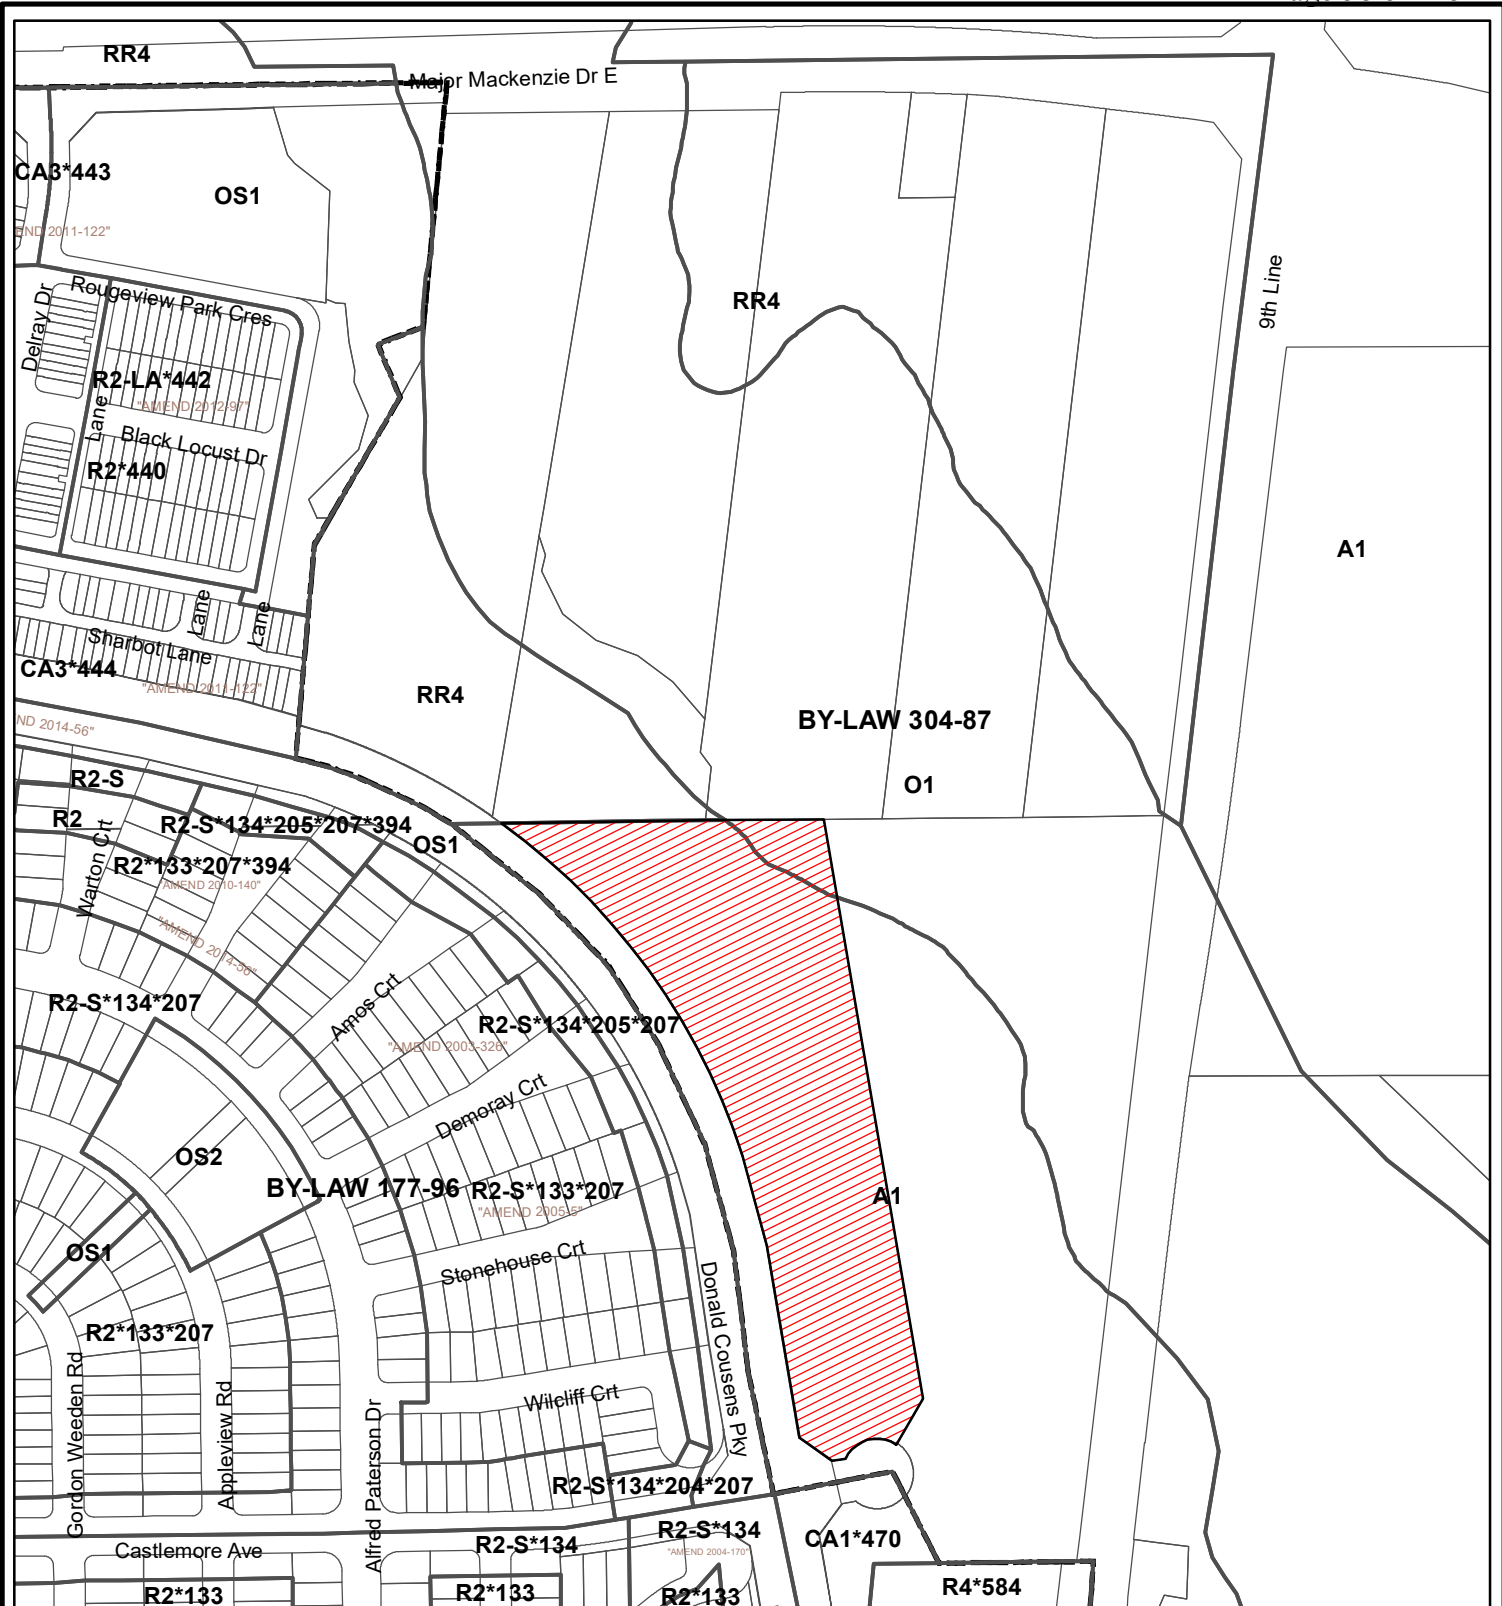 RR4
Major Mackenzie Dr E
CA3*443
OS1
END 2011-122"
9th Line
Rougeview Park Cres
Delray Dr
RR4
R2-LA*442
"AMEND 2012-97"
Lane
Black Locust Dr
R2*440
A1
Lane
Lane
Sharbot Lane
CA3*444
"AMEND 2011-122"
RR4
ND 2014-56"
BY-LAW 304-87
R2-S
O1
R2
R2-S*134*205*207*394
OS1
Warton Crt
R2*133*207*394
"AMEND 2010-140"
"AMEND 2014-56"
R2-S*134*207
Amos Crt
R2-S*134*205*207
"AMEND 2003-326"
Demoray Crt
OS2
BY-LAW 177-96
R2-S*133*207
A1
"AMEND 2005-5"
OS1
Stonehouse Crt
Donald Cousens Pky
R2*133*207
Gordon Weeden Rd
Appleview Rd
Alfred Paterson Dr
Wilcliff Crt
R2-S*134*204*207
R2-S*134
R2-S*134
CA1*470
Castlemore Ave
"AMEND 2004-170"
R2*133
R2*133
R2*133
R4*584